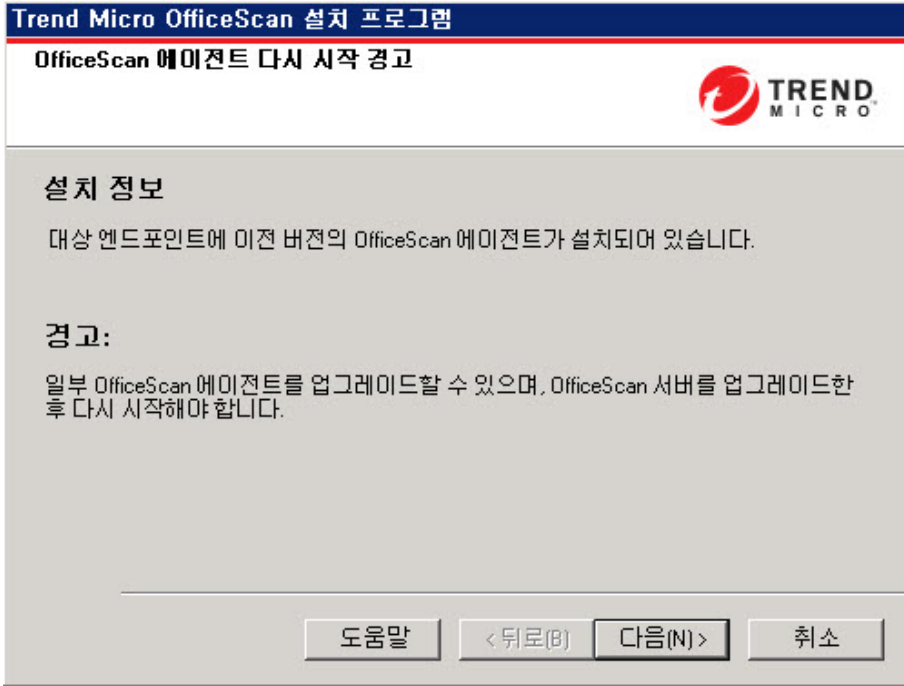 Trend Micro OfficeScan 설치 프로그램
OfficeScan 에이전트 다시 시작 경고
TREND
MICRO
설치 정보
대상 엔드포인트에 이전 버전의 OfficeScan 에이전트가 설치되어 있습니다.
경고:
일부 OfficeScan 에이전트를 업그레이드할 수 있으며, OfficeScan 서버를 업그레이드한
후 다시 시작해야 합니다.
도움말
< 뒤로(B)
다음(N) >
취소